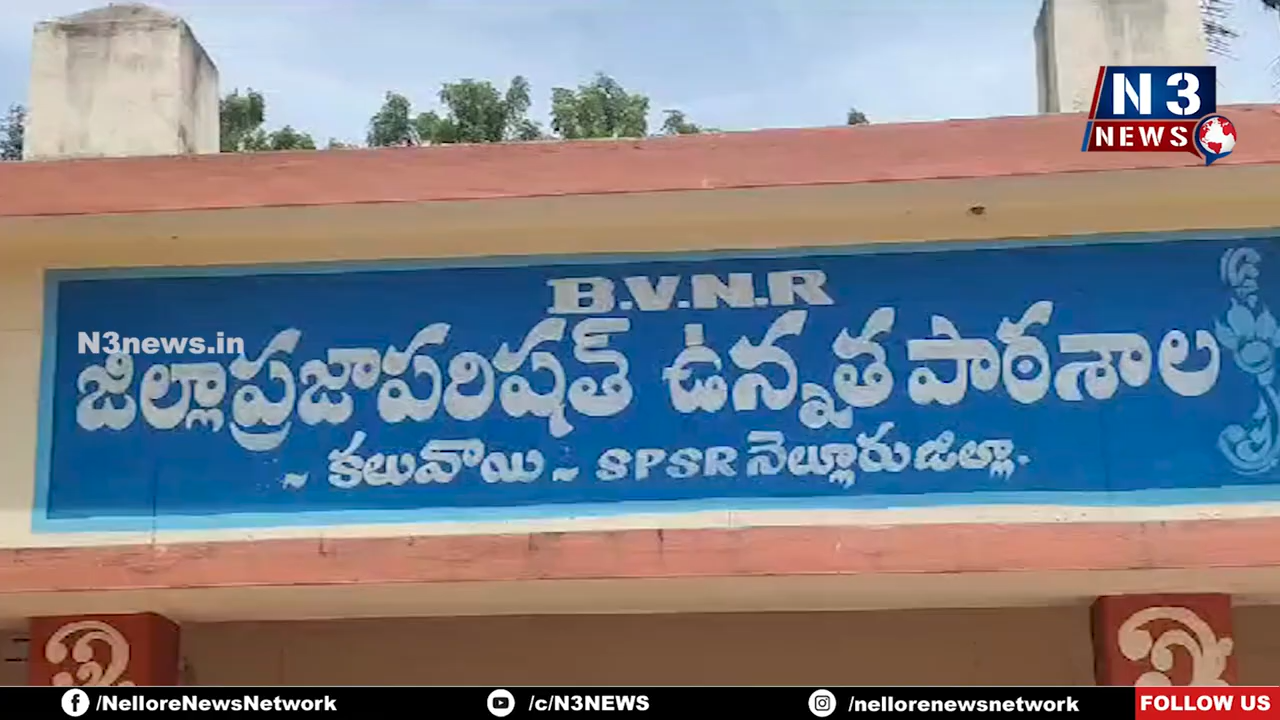 N3
NEWS
B.V.N.R
N3news.in
జిల్లాప్రజాపరిషత్ ఉన్నత పాఠశాల
~ కలువాయి ~ SPSR నెల్లూరు జిల్లా.
/NelloreNewsNetwork
/c/N3NEWS
/nellorenewsnetwork
FOLLOW US